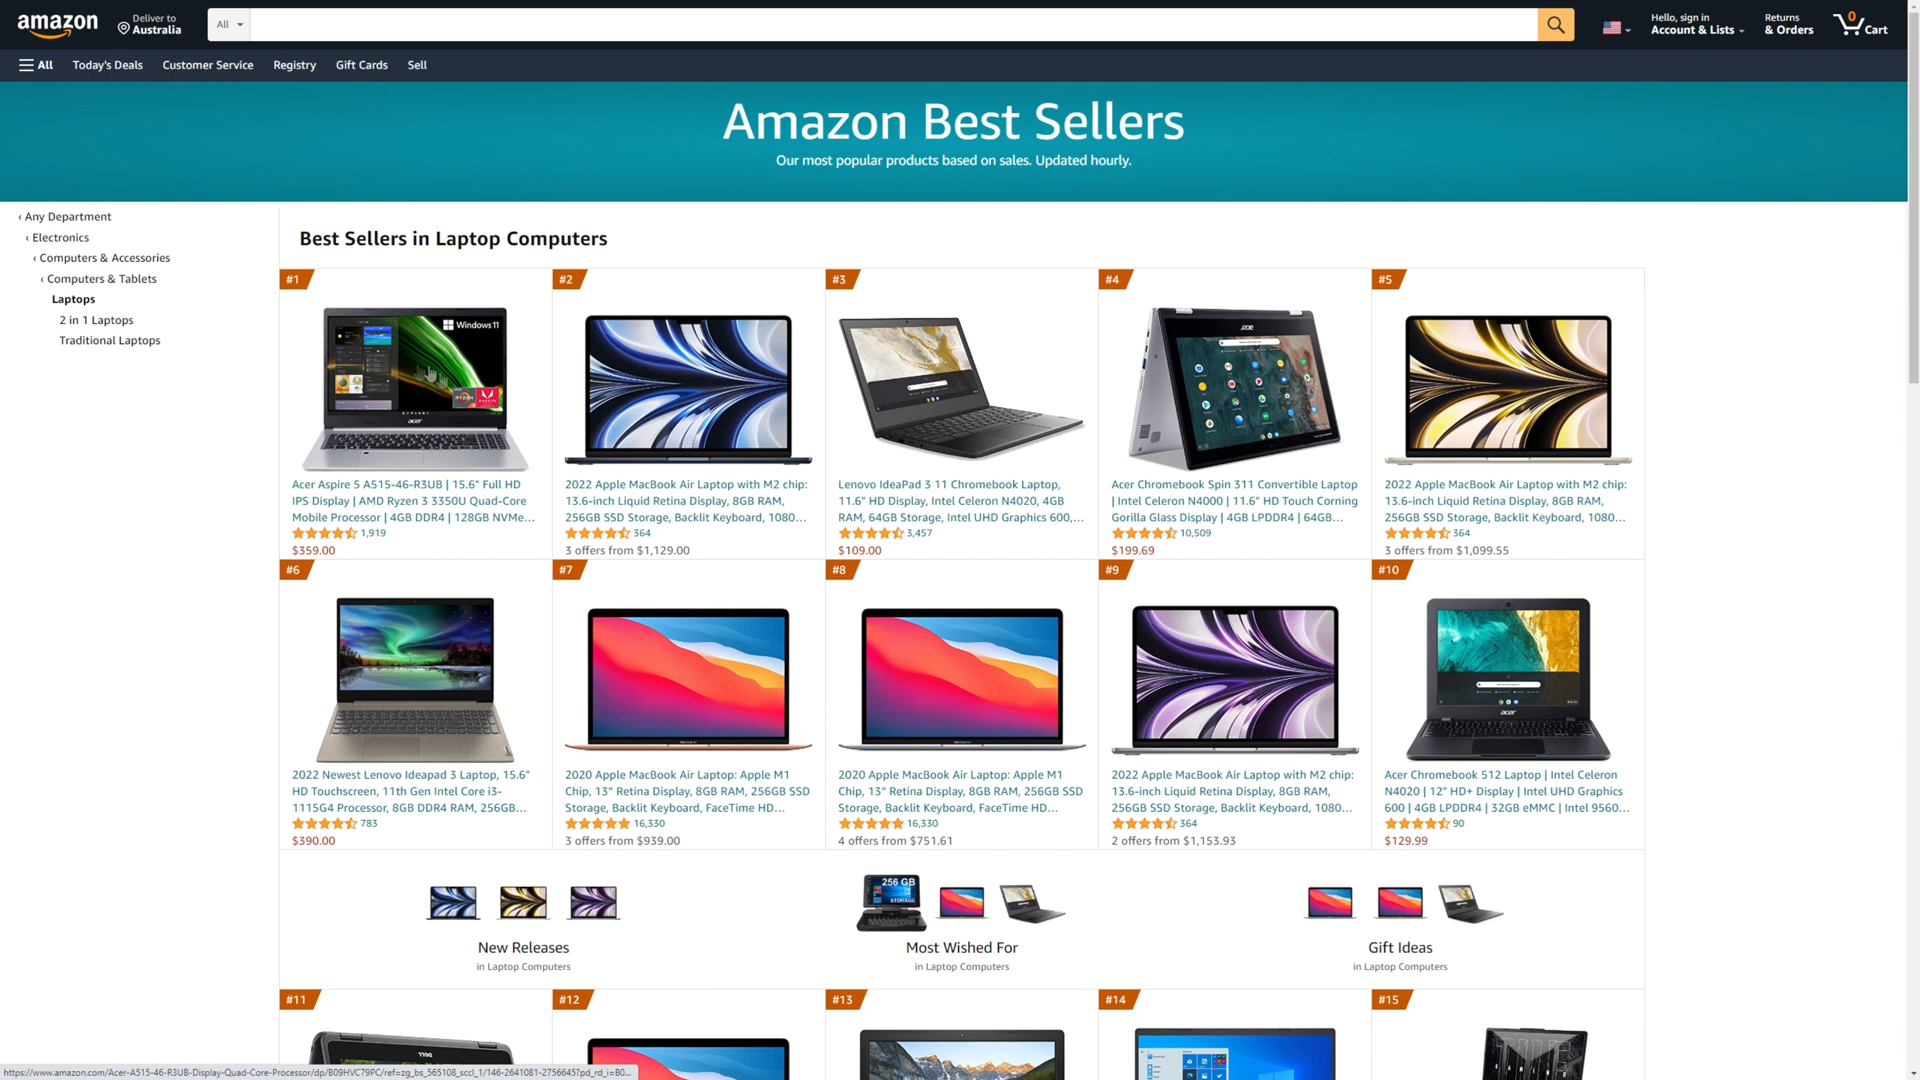 amazon
Deliver to
Australia
All
Hello, sign in
Account & Lists
Returns
& Orders
0
Cart
All
Today's Deals
Customer Service
Registry
Gift Cards
Sell
Amazon Best Sellers
Our most popular products based on sales. Updated hourly.
‹ Any Department
‹ Electronics
‹ Computers & Accessories
‹ Computers & Tablets
Laptops
2 in 1 Laptops
Traditional Laptops
Best Sellers in Laptop Computers
#1
Windows 11
RYZEN
acer
Acer Aspire 5 A515-46-R3UB | 15.6" Full HD
IPS Display | AMD Ryzen 3 3350U Quad-Core
Mobile Processor | 4GB DDR4 | 128GB NVMe…
1,919
$359.00
#2
2022 Apple MacBook Air Laptop with M2 chip:
13.6-inch Liquid Retina Display, 8GB RAM,
256GB SSD Storage, Backlit Keyboard, 1080…
364
3 offers from $1,129.00
#3
Lenovo IdeaPad 3 11 Chromebook Laptop,
11.6" HD Display, Intel Celeron N4020, 4GB
RAM, 64GB Storage, Intel UHD Graphics 600,…
3,457
$109.00
#4
acer
Acer Chromebook Spin 311 Convertible Laptop
| Intel Celeron N4000 | 11.6" HD Touch Corning
Gorilla Glass Display | 4GB LPDDR4 | 64GB…
10,509
$199.69
#5
2022 Apple MacBook Air Laptop with M2 chip:
13.6-inch Liquid Retina Display, 8GB RAM,
256GB SSD Storage, Backlit Keyboard, 1080…
364
3 offers from $1,099.55
#6
2022 Newest Lenovo Ideapad 3 Laptop, 15.6"
HD Touchscreen, 11th Gen Intel Core i3-
1115G4 Processor, 8GB DDR4 RAM, 256GB…
783
$390.00
#7
2020 Apple MacBook Air Laptop: Apple M1
Chip, 13" Retina Display, 8GB RAM, 256GB SSD
Storage, Backlit Keyboard, FaceTime HD…
16,330
3 offers from $939.00
#8
2020 Apple MacBook Air Laptop: Apple M1
Chip, 13" Retina Display, 8GB RAM, 256GB SSD
Storage, Backlit Keyboard, FaceTime HD…
16,330
4 offers from $751.61
#9
2022 Apple MacBook Air Laptop with M2 chip:
13.6-inch Liquid Retina Display, 8GB RAM,
256GB SSD Storage, Backlit Keyboard, 1080…
364
2 offers from $1,153.93
#10
acer
Acer Chromebook 512 Laptop | Intel Celeron
N4020 | 12" HD+ Display | Intel UHD Graphics
600 | 4GB LPDDR4 | 32GB eMMC | Intel 9560…
90
$129.99
New Releases
in Laptop Computers
256 GB
STORAGE
Most Wished For
in Laptop Computers
Gift Ideas
in Laptop Computers
#11
DELL
#12
#13
#14
#15
https://www.amazon.com/Acer-A515-46-R3UB-Display-Quad-Core-Processor/dp/B09HVC79PC/ref=zg_bs_565108_sccl_1/146-2641081-2756645?pd_rd_i=B0...